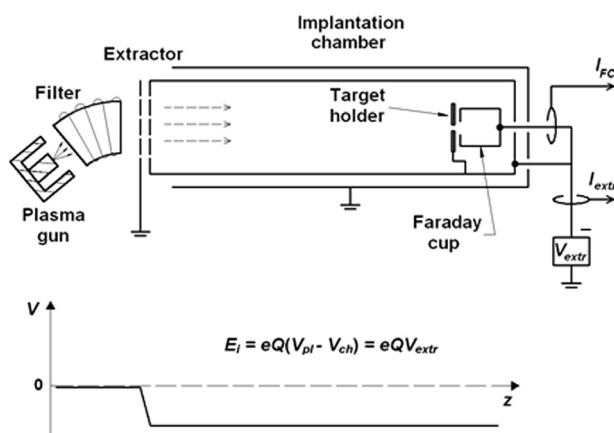 Implantation
chamber
Extractor
Filter
Plasma
gun
Target
holder
Faraday
cup
I_FC
I_extr
−
V_extr
V
0
E_i = eQ(V_pl - V_ch) = eQV_extr
z